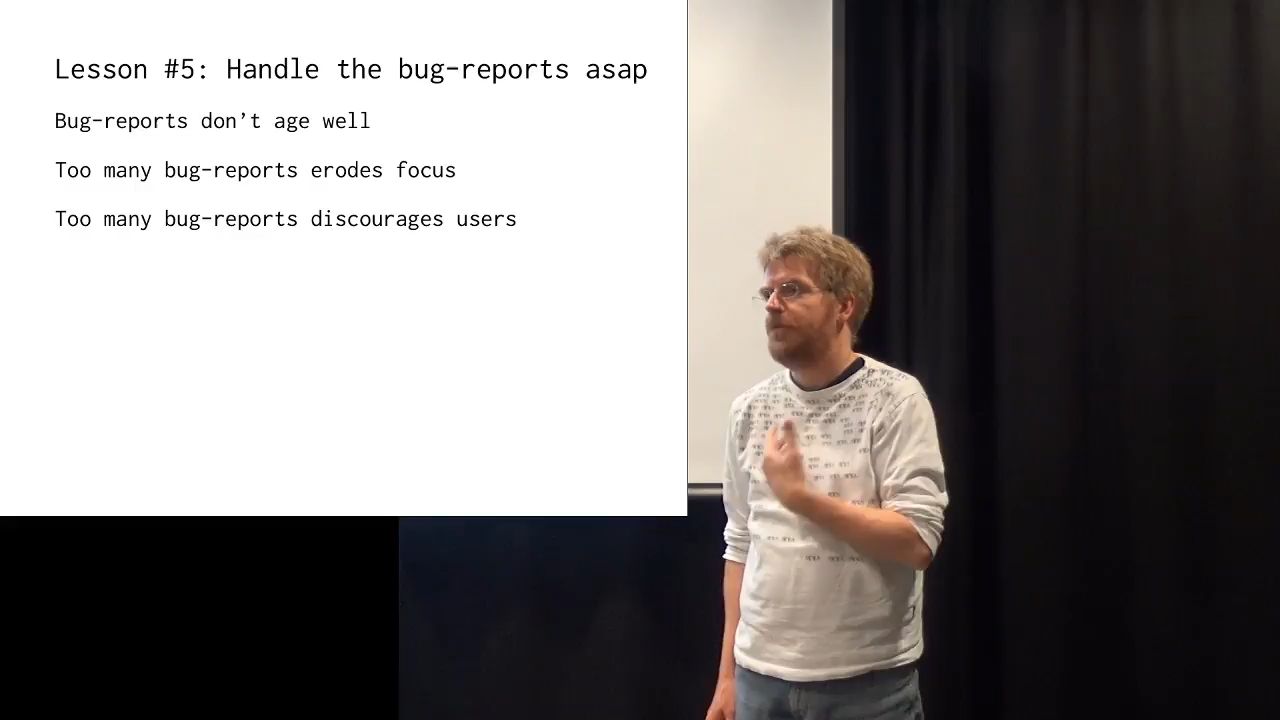 Lesson #5: Handle the bug-reports asap
Bug-reports don’t age well
Too many bug-reports erodes focus
Too many bug-reports discourages users